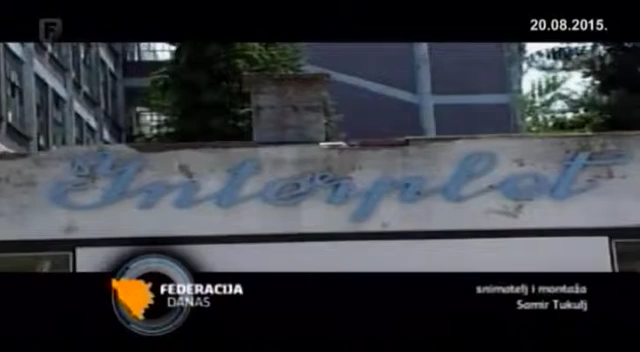 F
20.08.2015.
Interplet
FEDERACIJA
DANAS
snimatelj i montaža
Samir Tukulj